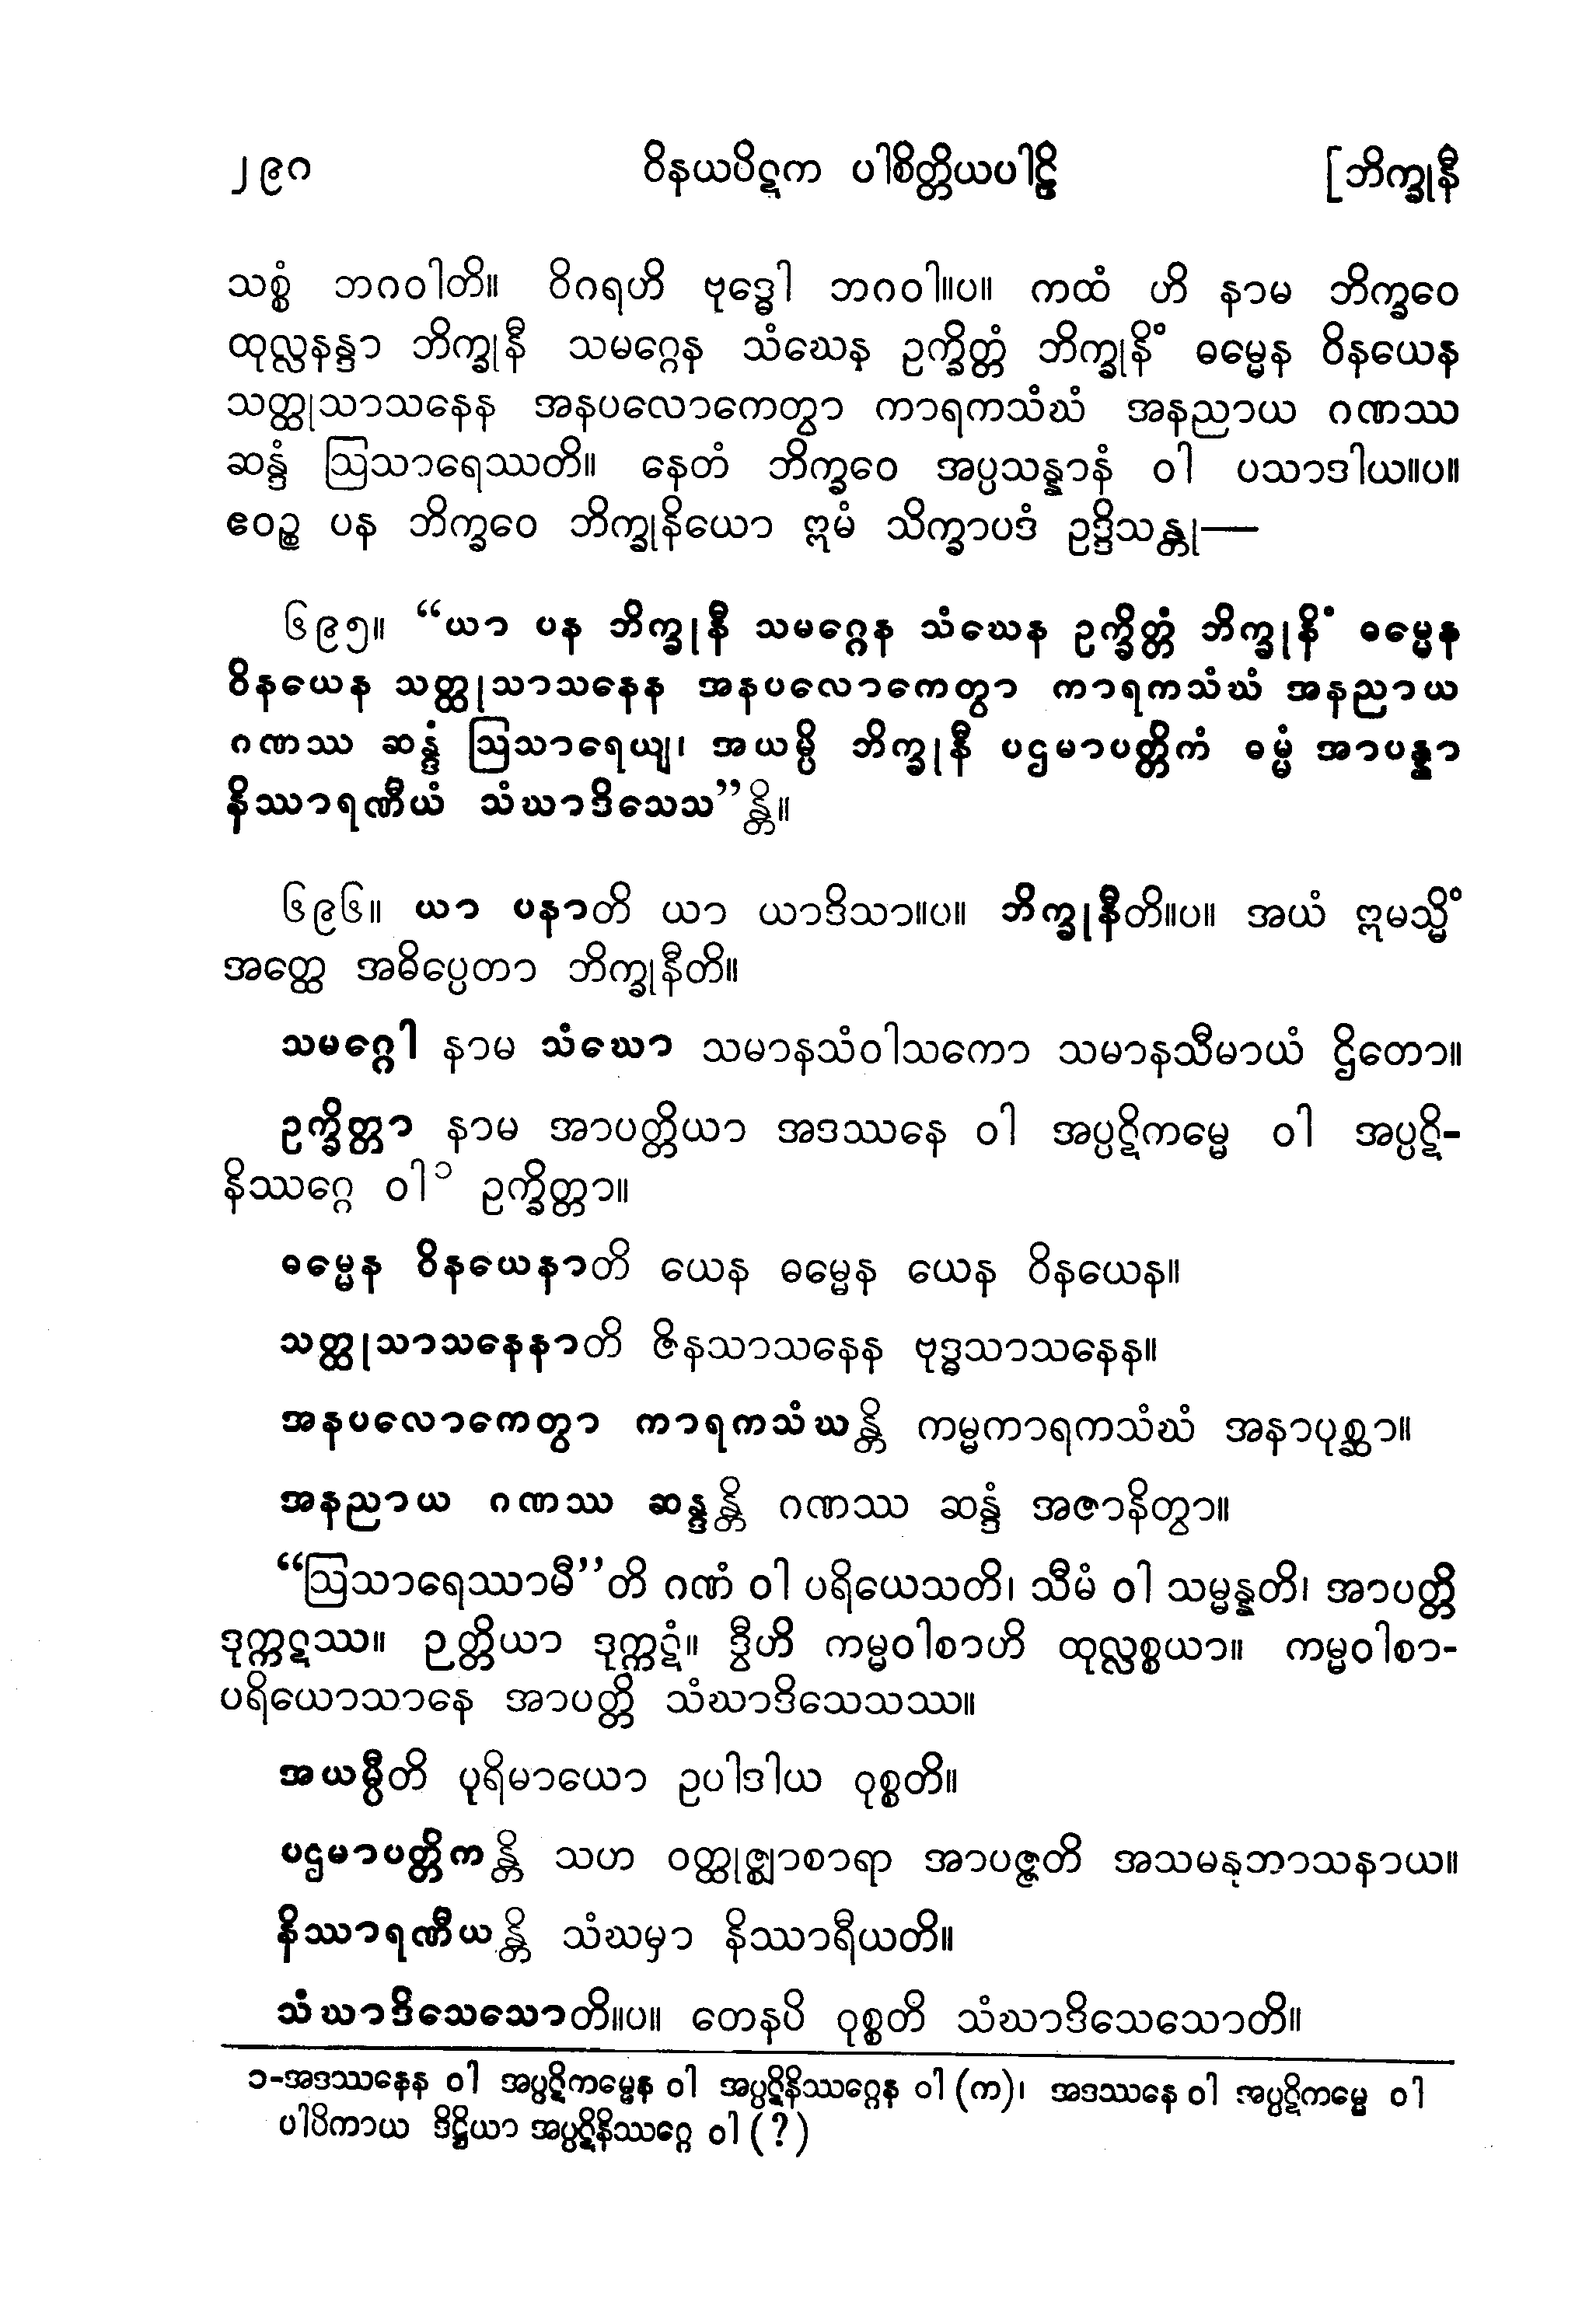 ၂၉၀ ဝိနယပိဋက ပါစိတ္တိယပါဠိ [ဘိက္ခုနီ
သစ္စံ ဘဂဝါတိ။ ဝိဂရဟိ ဗုဒ္ဓေါ ဘဂဝါ။ပ။ ကထံ ဟိ နာမ ဘိက္ခဝေ
ထုလ္လနန္ဒာ ဘိက္ခုနီ သမဂ္ဂေန သံဃေန ဥက္ခိတ္တံ ဘိက္ခုနိံ ဓမ္မေန ဝိနယေန
သတ္ထုသာသနေန အနပလောကေတွာ ကာရကသံဃံ အနညာယ ဂဏဿ
ဆန္ဒံ ဩသာရေဿတိ။ နေတံ ဘိက္ခဝေ အပ္ပသန္နာနံ ဝါ ပသာဒါယ။ပ။
ဧဝဉ္စ ပန ဘိက္ခဝေ ဘိက္ခုနိယော ဣမံ သိက္ခာပဒံ ဥဒ္ဒိသန္တု—
၆၉၅။ “ယာ ပန ဘိက္ခုနီ သမဂ္ဂေန သံဃေန ဥက္ခိတ္တံ ဘိက္ခုနိံ ဓမ္မေန
ဝိနယေန သတ္ထုသာသနေန အနပလောကေတွာ ကာရကသံဃံ အနညာယ
ဂဏဿ ဆန္ဒံ ဩသာရေယျ၊ အယမ္ပိ ဘိက္ခုနီ ပဌမာပတ္တိကံ ဓမ္မံ အာပန္နာ
နိဿာရဏီယံ သံဃာဒိသေသ”န္တိ။
၆၉၆။ ယာ ပနာတိ ယာ ယာဒိသာ။ပ။ ဘိက္ခုနီတိ။ပ။ အယံ ဣမသ္မိံ
အတ္ထေ အဓိပ္ပေတာ ဘိက္ခုနီတိ။
သမဂ္ဂေါ နာမ သံဃော သမာနသံဝါသကော သမာနသီမာယံ ဌိတော။
ဥက္ခိတ္တာ နာမ အာပတ္တိယာ အဒဿနေ ဝါ အပ္ပဋိကမ္မေ ဝါ အပ္ပဋိ-
နိဿဂ္ဂေ ဝါ၁ ဥက္ခိတ္တာ။
ဓမ္မေန ဝိနယေနာတိ ယေန ဓမ္မေန ယေန ဝိနယေန။
သတ္ထုသာသနေနာတိ ဇိနသာသနေန ဗုဒ္ဓသာသနေန။
အနပလောကေတွာ ကာရကသံဃန္တိ ကမ္မကာရကသံဃံ အနာပုစ္ဆာ။
အနညာယ ဂဏဿ ဆန္ဒန္တိ ဂဏဿ ဆန္ဒံ အဇာနိတွာ။
“ဩသာရေဿာမီ”တိ ဂဏံ ဝါ ပရိယေသတိ၊ သီမံ ဝါ သမ္မန္နတိ၊ အာပတ္တိ
ဒုက္ကဋဿ။ ဉတ္တိယာ ဒုက္ကဋံ။ ဒွီဟိ ကမ္မဝါစာဟိ ထုလ္လစ္စယာ။ ကမ္မဝါစာ-
ပရိယောသာနေ အာပတ္တိ သံဃာဒိသေသဿ။
အယမ္ပီတိ ပုရိမာယော ဥပါဒါယ ဝုစ္စတိ။
ပဌမာပတ္တိကန္တိ သဟ ဝတ္ထုဇ္ဈာစာရာ အာပဇ္ဇတိ အသမနုဘာသနာယ။
နိဿာရဏီယန္တိ သံဃမှာ နိဿာရီယတိ။
သံဃာဒိသေသောတိ။ပ။ တေနပိ ဝုစ္စတိ သံဃာဒိသေသောတိ။
၁-အဒဿနေန ဝါ အပ္ပဋိကမ္မေန ဝါ အပ္ပဋိနိဿဂ္ဂေန ဝါ (က)၊ အဒဿနေ ဝါ အပ္ပဋိကမ္မေ ဝါ
ပါပိကာယ ဒိဋ္ဌိယာ အပ္ပဋိနိဿဂ္ဂေ ဝါ (?)